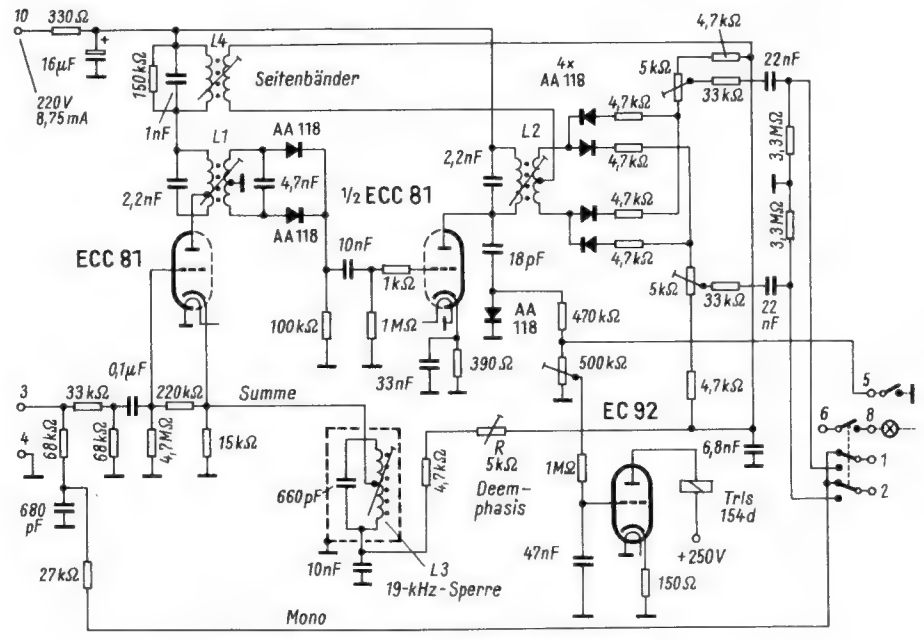 10
330Ω
16µF
+
220V
8,75mA
150kΩ
1nF
L4
Seitenbänder
L1
AA 118
2,2nF
4,7nF
AA 118
ECC 81
½ ECC 81
10nF
1kΩ
100kΩ
1MΩ
33nF
390Ω
2,2nF
L2
18pF
AA
118
470kΩ
500kΩ
4x
AA 118
4,7kΩ
4,7kΩ
4,7kΩ
4,7kΩ
4,7kΩ
5kΩ
33kΩ
22nF
3,3MΩ
3,3MΩ
5kΩ
33kΩ
22
nF
4,7kΩ
3
33kΩ
0,1µF
220kΩ
Summe
4
68kΩ
68kΩ
4,7MΩ
15kΩ
680
pF
27kΩ
Mono
660pF
10nF
L3
19-kHz-Sperre
4,7kΩ
R
5kΩ
Deem-
phasis
EC 92
1MΩ
47nF
150Ω
Trls
154d
+250V
6,8nF
5
6
8
1
2